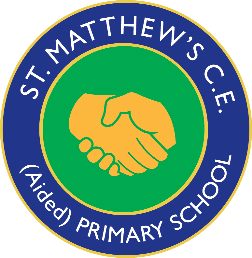 ST. MATTHEW'S C.E.
(Aided) PRIMARY SCHOOL